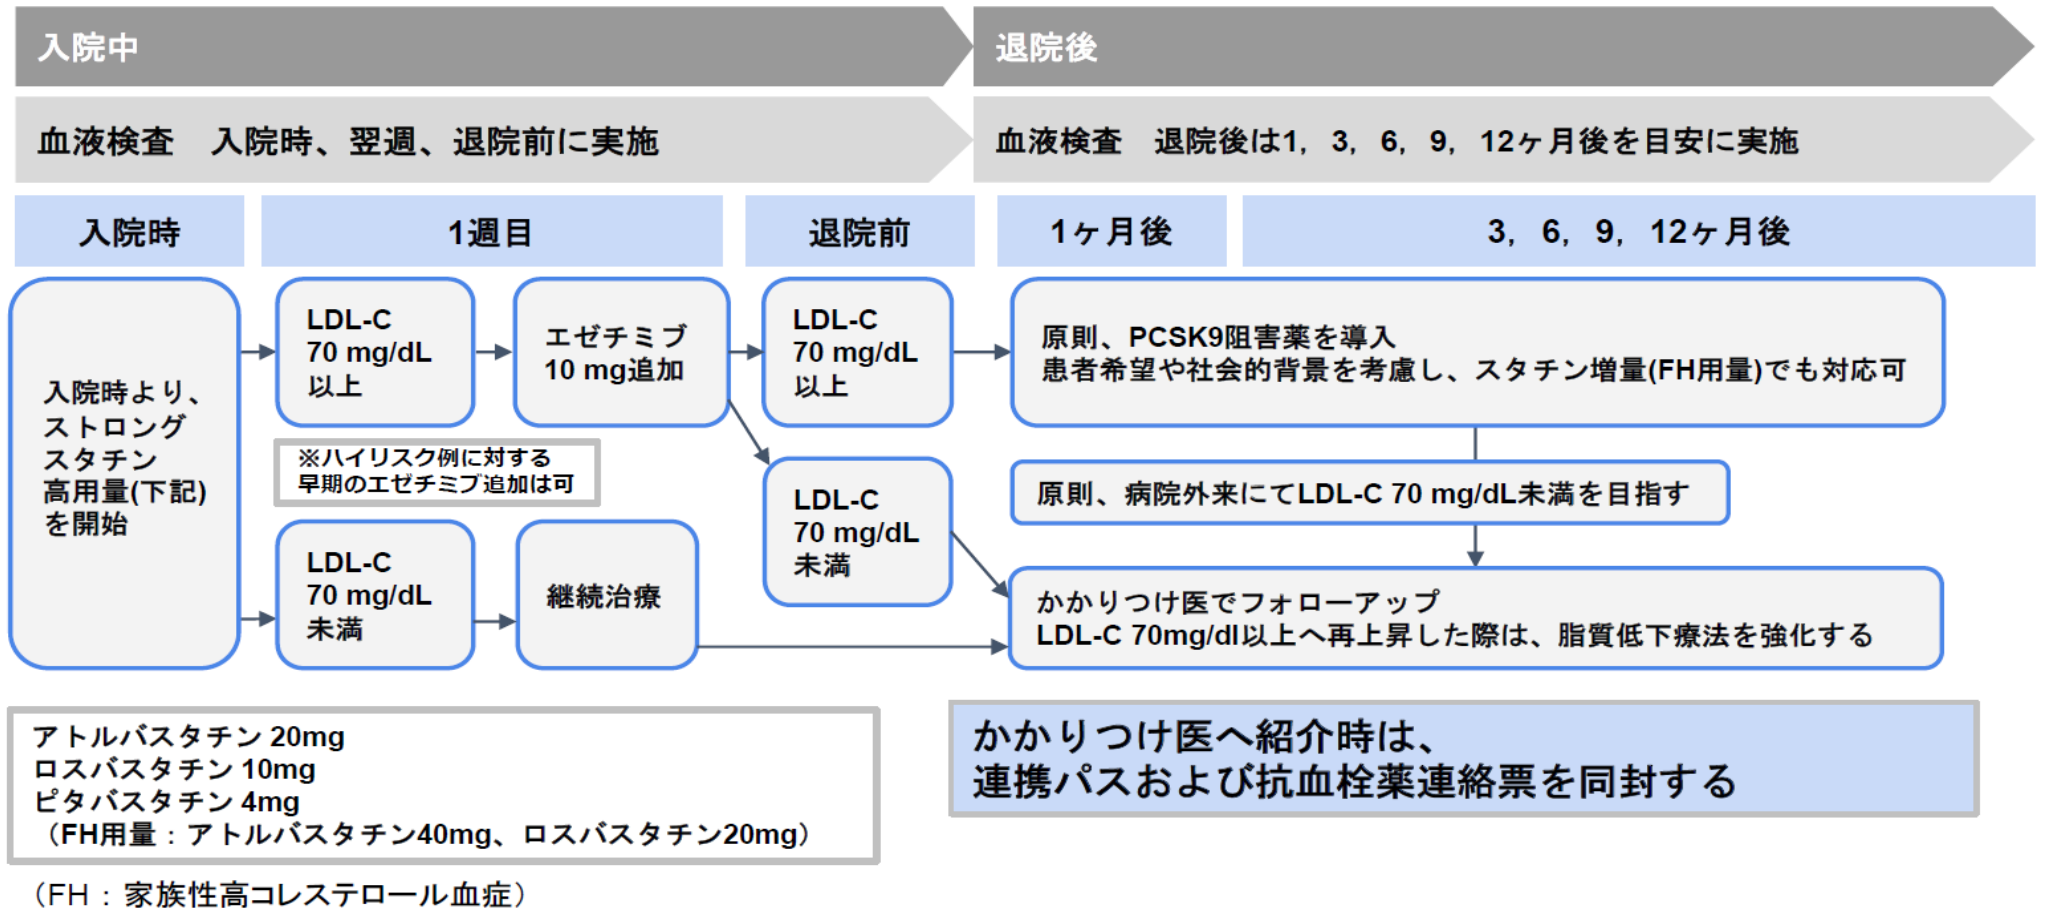 入院中
退院後
血液検査　入院時、翌週、退院前に実施
血液検査　退院後は1，3，6，9，12ヶ月後を目安に実施
入院時
1週目
退院前
1ヶ月後
3，6，9，12ヶ月後
入院時より、
ストロング
スタチン
高用量(下記)
を開始
LDL-C
70 mg/dL
以上
エゼチミブ
10 mg追加
LDL-C
70 mg/dL
以上
原則、PCSK9阻害薬を導入
患者希望や社会的背景を考慮し、スタチン増量(FH用量)でも対応可
※ハイリスク例に対する
早期のエゼチミブ追加は可
LDL-C
70 mg/dL
未満
原則、病院外来にてLDL-C 70 mg/dL未満を目指す
LDL-C
70 mg/dL
未満
継続治療
かかりつけ医でフォローアップ
LDL-C 70mg/dl以上へ再上昇した際は、脂質低下療法を強化する
アトルバスタチン 20mg
ロスバスタチン 10mg
ピタバスタチン 4mg
（FH用量：アトルバスタチン40mg、ロスバスタチン20mg）
かかりつけ医へ紹介時は、
連携パスおよび抗血栓薬連絡票を同封する
（FH：家族性高コレステロール血症）